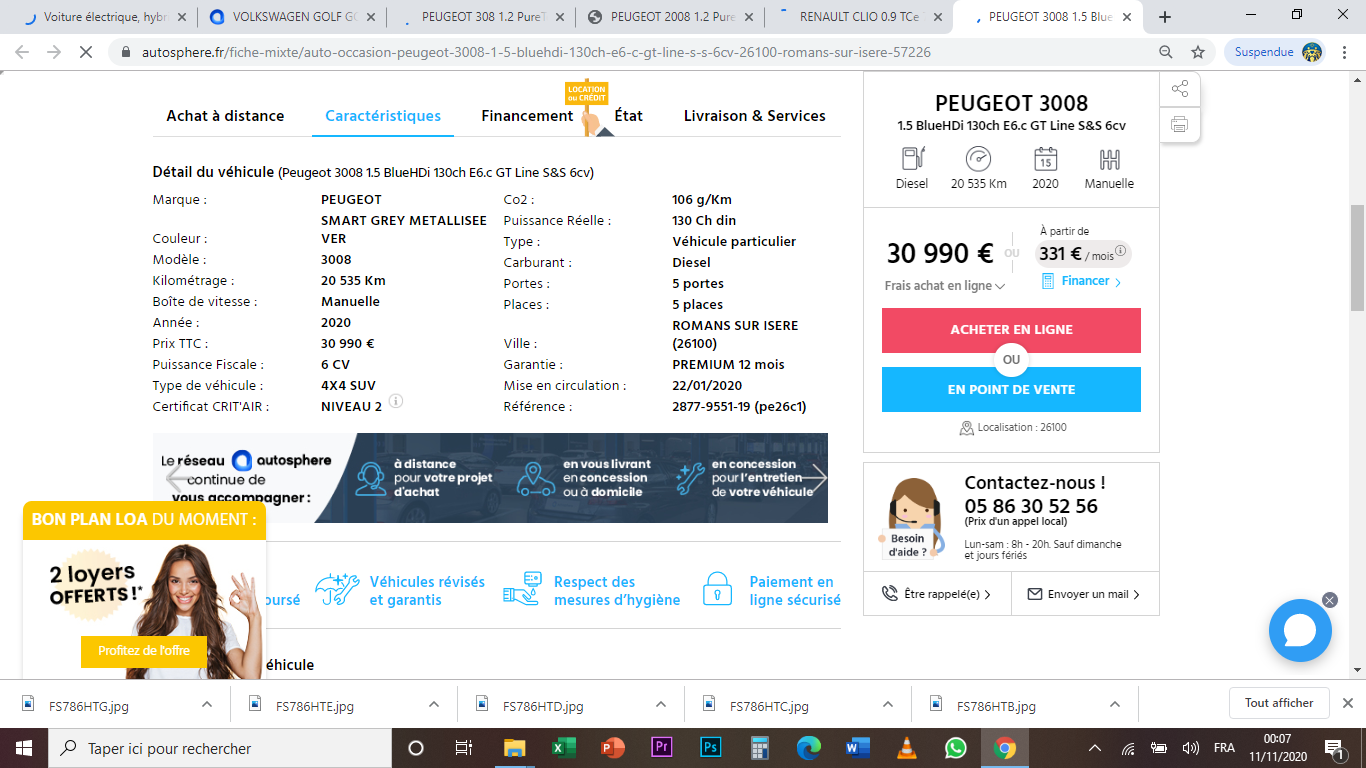 Voiture électrique, hybri
VOLKSWAGEN GOLF GO
PEUGEOT 308 1.2 PureT
PEUGEOT 2008 1.2 Pure
RENAULT CLIO 0.9 TCe
PEUGEOT 3008 1.5 Blue
autosphere.fr/fiche-mixte/auto-occasion-peugeot-3008-1-5-bluehdi-130ch-e6-c-gt-line-s-s-6cv-26100-romans-sur-isere-57226
Suspendue
LOCATION
ou CRÉDIT
Achat à distance
Caractéristiques
Financement
État
Livraison & Services
Détail du véhicule (Peugeot 3008 1.5 BlueHDi 130ch E6.c GT Line S&S 6cv)
Marque : PEUGEOT
Couleur : SMART GREY METALLISEE
VER
Modèle : 3008
Kilométrage : 20 535 Km
Boîte de vitesse : Manuelle
Année : 2020
Prix TTC : 30 990 €
Puissance Fiscale : 6 CV
Type de véhicule : 4X4 SUV
Certificat CRIT'AIR : NIVEAU 2
Co2 : 106 g/Km
Puissance Réelle : 130 Ch din
Type : Véhicule particulier
Carburant : Diesel
Portes : 5 portes
Places : 5 places
Ville : ROMANS SUR ISERE
(26100)
Garantie : PREMIUM 12 mois
Mise en circulation : 22/01/2020
Référence : 2877-9551-19 (pe26c1)
Le réseau autosphere
continue de
vous accompagner :
à distance
pour votre projet
d'achat
en vous livrant
en concession
ou à domicile
en concession
pour l'entretien
de votre véhicule
BON PLAN LOA DU MOMENT :
2 loyers
OFFERTS !*
Profitez de l'offre
oursé
Véhicules révisés
et garantis
Respect des
mesures d'hygiène
Paiement en
ligne sécurisé
éhicule
PEUGEOT 3008
1.5 BlueHDi 130ch E6.c GT Line S&S 6cv
15
Diesel
20 535 Km
2020
Manuelle
30 990 €
OU
À partir de
331 € / mois
Frais achat en ligne
Financer
ACHETER EN LIGNE
OU
EN POINT DE VENTE
Localisation : 26100
Besoin
d'aide ?
Contactez-nous !
05 86 30 52 56
(Prix d'un appel local)
Lun-sam : 8h - 20h. Sauf dimanche
et jours fériés
Être rappelé(e)
Envoyer un mail
FS786HTG.jpg
FS786HTE.jpg
FS786HTD.jpg
FS786HTC.jpg
FS786HTB.jpg
Tout afficher
Taper ici pour rechercher
Pr
Ps
FRA
00:07
11/11/2020
1